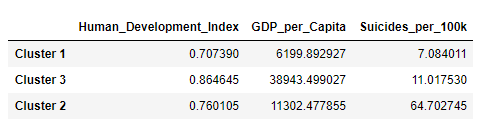 Human_Development_Index GDP_per_Capita Suicides_per_100k
Cluster 1 0.707390 6199.892927 7.084011
Cluster 3 0.864645 38943.499027 11.017530
Cluster 2 0.760105 11302.477855 64.702745